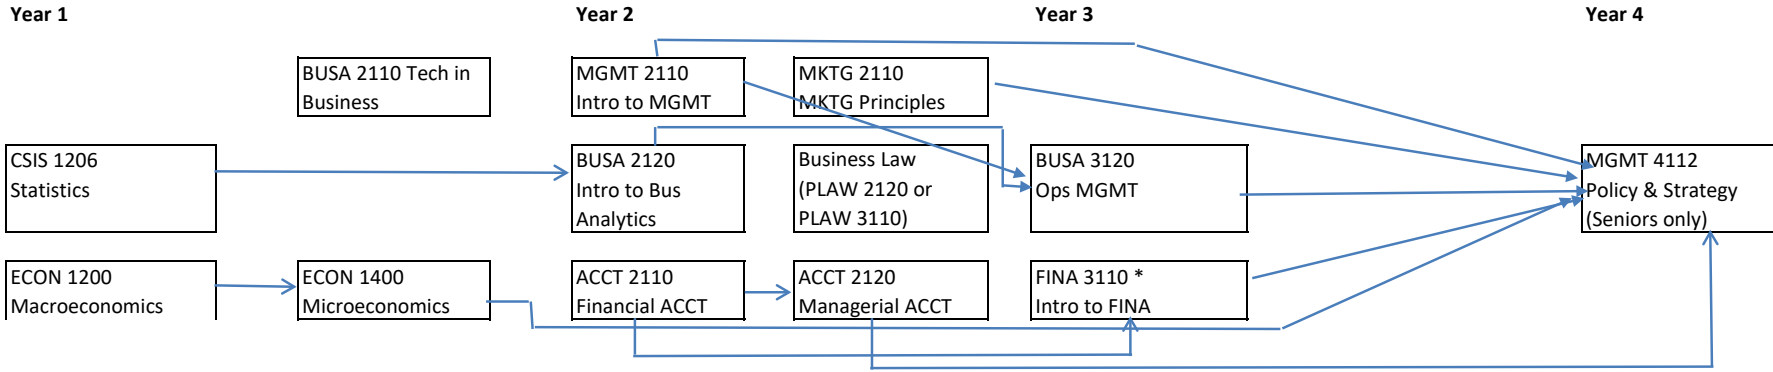 Year 1
Year 2
Year 3
Year 4
BUSA 2110 Tech in
Business
MGMT 2110
Intro to MGMT
MKTG 2110
MKTG Principles
CSIS 1206
Statistics
BUSA 2120
Intro to Bus
Analytics
Business Law
(PLAW 2120 or
PLAW 3110)
BUSA 3120
Ops MGMT
MGMT 4112
Policy & Strategy
(Seniors only)
ECON 1200
Macroeconomics
ECON 1400
Microeconomics
ACCT 2110
Financial ACCT
ACCT 2120
Managerial ACCT
FINA 3110 *
Intro to FINA